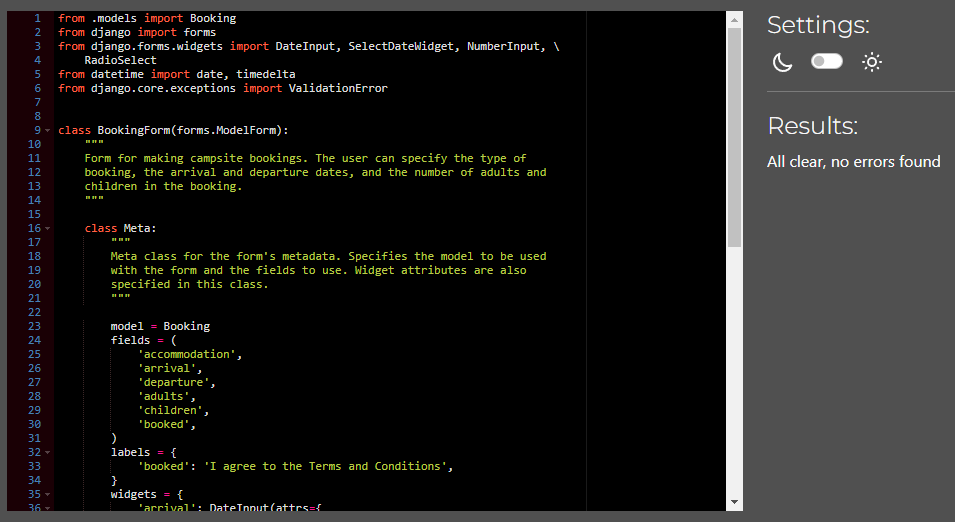 1 from .models import Booking
2 from django import forms
3 from django.forms.widgets import DateInput, SelectDateWidget, NumberInput, \
4     RadioSelect
5 from datetime import date, timedelta
6 from django.core.exceptions import ValidationError
7
8
9 class BookingForm(forms.ModelForm):
10     """
11     Form for making campsite bookings. The user can specify the type of
12     booking, the arrival and departure dates, and the number of adults and
13     children in the booking.
14     """
15
16     class Meta:
17         """
18         Meta class for the form's metadata. Specifies the model to be used
19         with the form and the fields to use. Widget attributes are also
20         specified in this class.
21         """
22
23         model = Booking
24         fields = (
25             'accommodation',
26             'arrival',
27             'departure',
28             'adults',
29             'children',
30             'booked',
31         )
32         labels = {
33             'booked': 'I agree to the Terms and Conditions',
34         }
35         widgets = {
36             'arrival': DateInput(attrs={
Settings:
Results:
All clear, no errors found